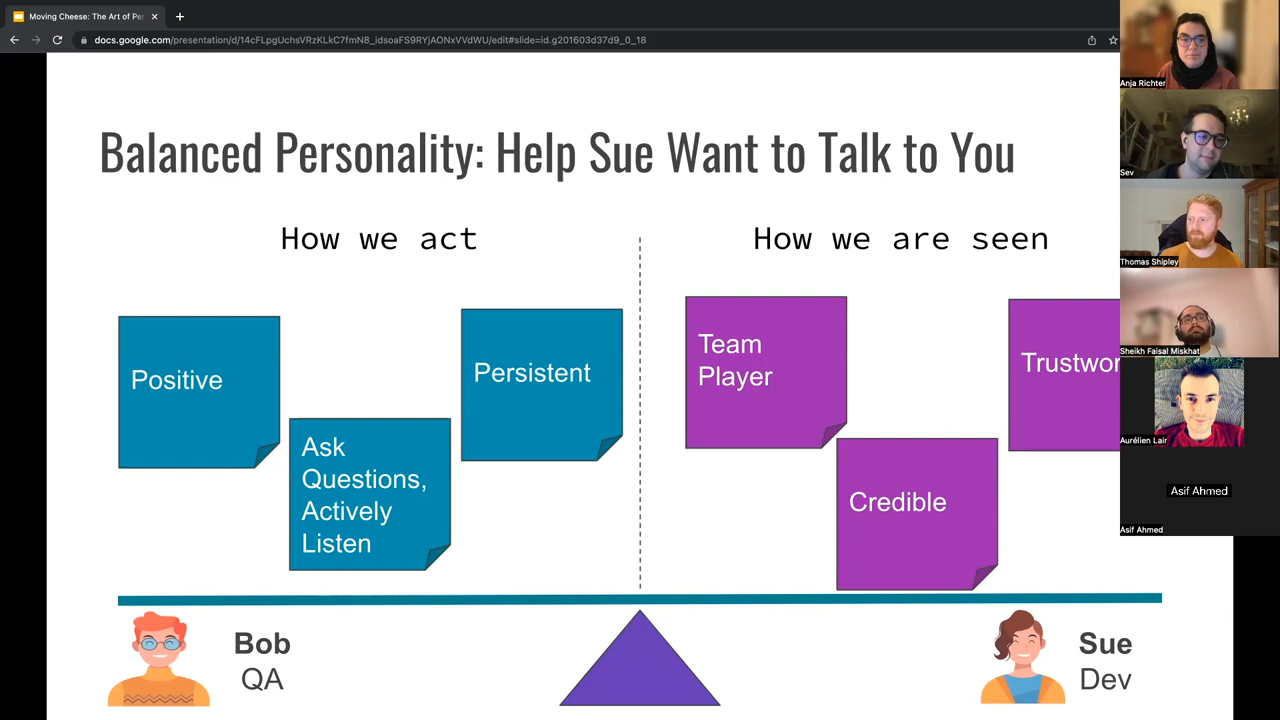 Moving Cheese: The Art of Pe
docs.google.com/presentation/d/14cFLpgUchsVRzKLkC7fmN8_idsoaFS9RYjAONxVVdWU/edit#slide=id.g201603d37d9_0_18
Balanced Personality: Help Sue Want to Talk to You
How we act
How we are seen
Positive
Ask
Questions,
Actively
Listen
Persistent
Team
Player
Credible
Trustwor
Bob
QA
Sue
Dev
Anja Richter
Sev
Thomas Shipley
Sheikh Faisal Miskhat
Aurélien Lair
Asif Ahmed
Asif Ahmed